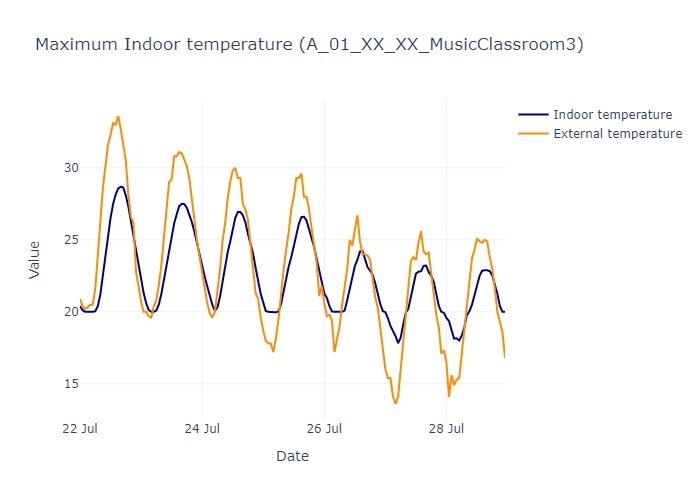 Maximum Indoor temperature (A_01_XX_XX_MusicClassroom3)
Indoor temperature
External temperature
30
25
20
15
Value
22 Jul
24 Jul
26 Jul
28 Jul
Date